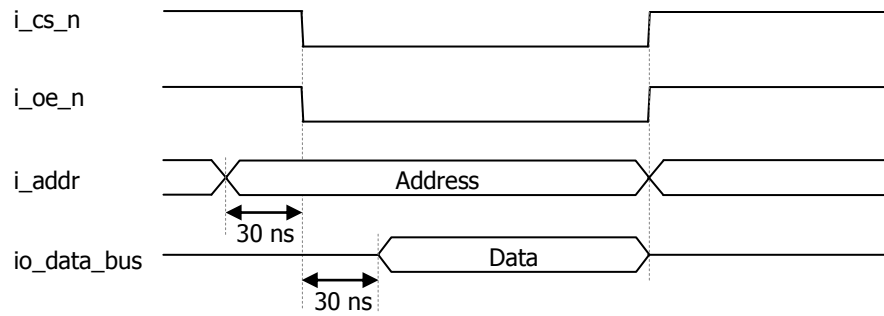 i_cs_n
i_oe_n
i_addr
Address
30 ns
io_data_bus
Data
30 ns